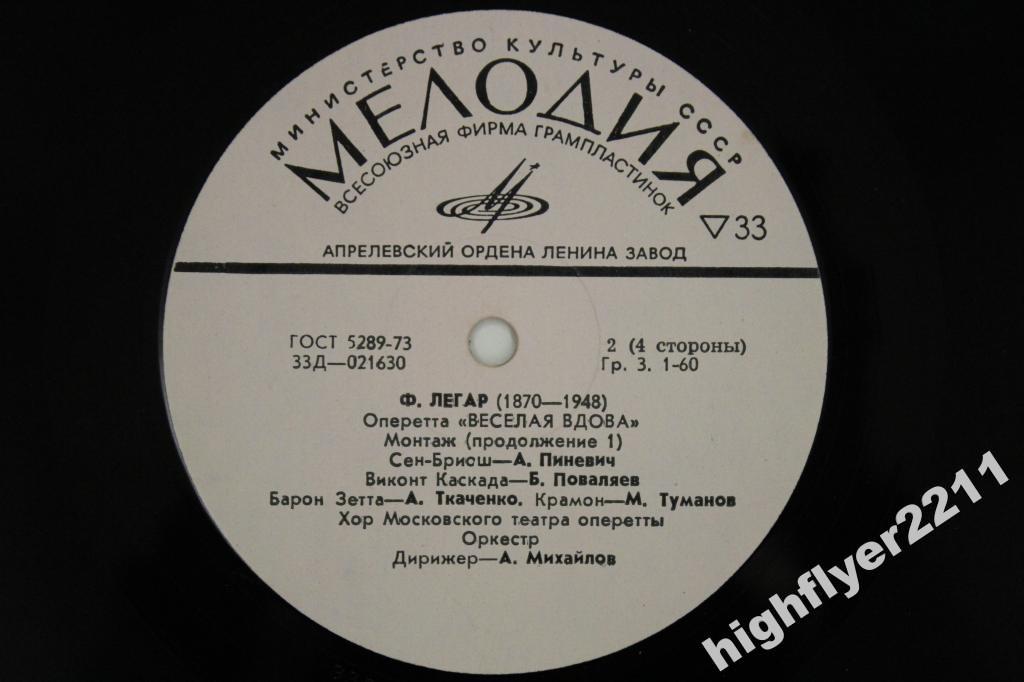 МИНИСТЕРСТВО КУЛЬТУРЫ СССР
МЕЛОДИЯ
ВСЕСОЮЗНАЯ ФИРМА ГРАМПЛАСТИНОК
▽33
АПРЕЛЕВСКИЙ ОРДЕНА ЛЕНИНА ЗАВОД
ГОСТ 5289-73 2 (4 стороны)
33Д—021630 Гр. 3. 1-60
Ф. ЛЕГАР (1870—1948)
Оперетта «ВЕСЕЛАЯ ВДОВА»
Монтаж (продолжение 1)
Сен-Бриош—А. Пиневич
Виконт Каскада—Б. Поваляев
Барон Зетта—А. Ткаченко. Крамон—М. Туманов
Хор Московского театра оперетты
Оркестр
Дирижер—А. Михайлов
highflyer2211